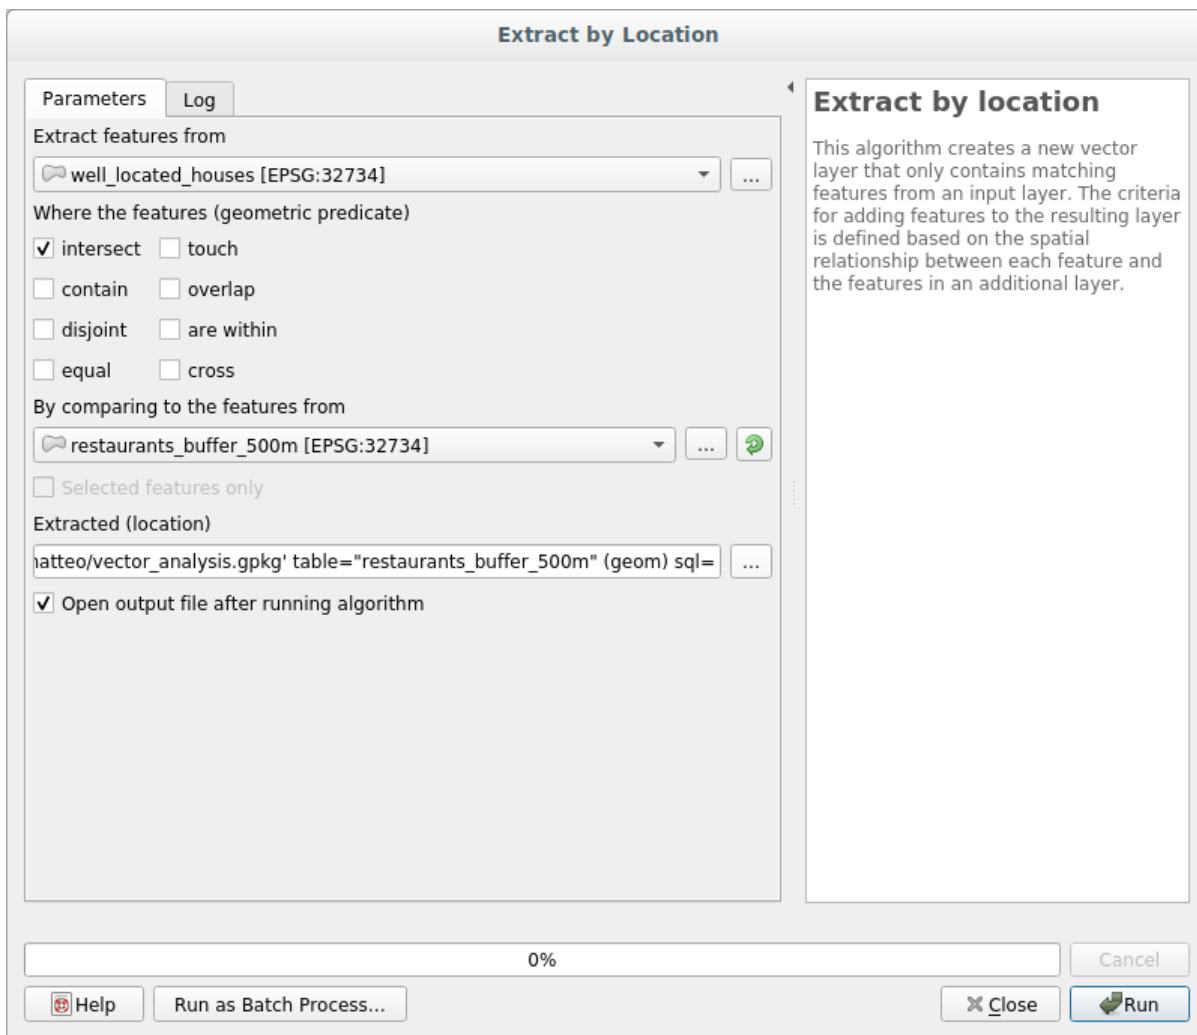 Extract by Location
Parameters
Log
Extract features from
well_located_houses [EPSG:32734]
...
Where the features (geometric predicate)
intersect
touch
contain
overlap
disjoint
are within
equal
cross
By comparing to the features from
restaurants_buffer_500m [EPSG:32734]
...
Selected features only
Extracted (location)
atteo/vector_analysis.gpkg' table="restaurants_buffer_500m" (geom) sql=
...
Open output file after running algorithm
Extract by location
This algorithm creates a new vector
layer that only contains matching
features from an input layer. The criteria
for adding features to the resulting layer
is defined based on the spatial
relationship between each feature and
the features in an additional layer.
0%
Cancel
Help
Run as Batch Process...
Close
Run